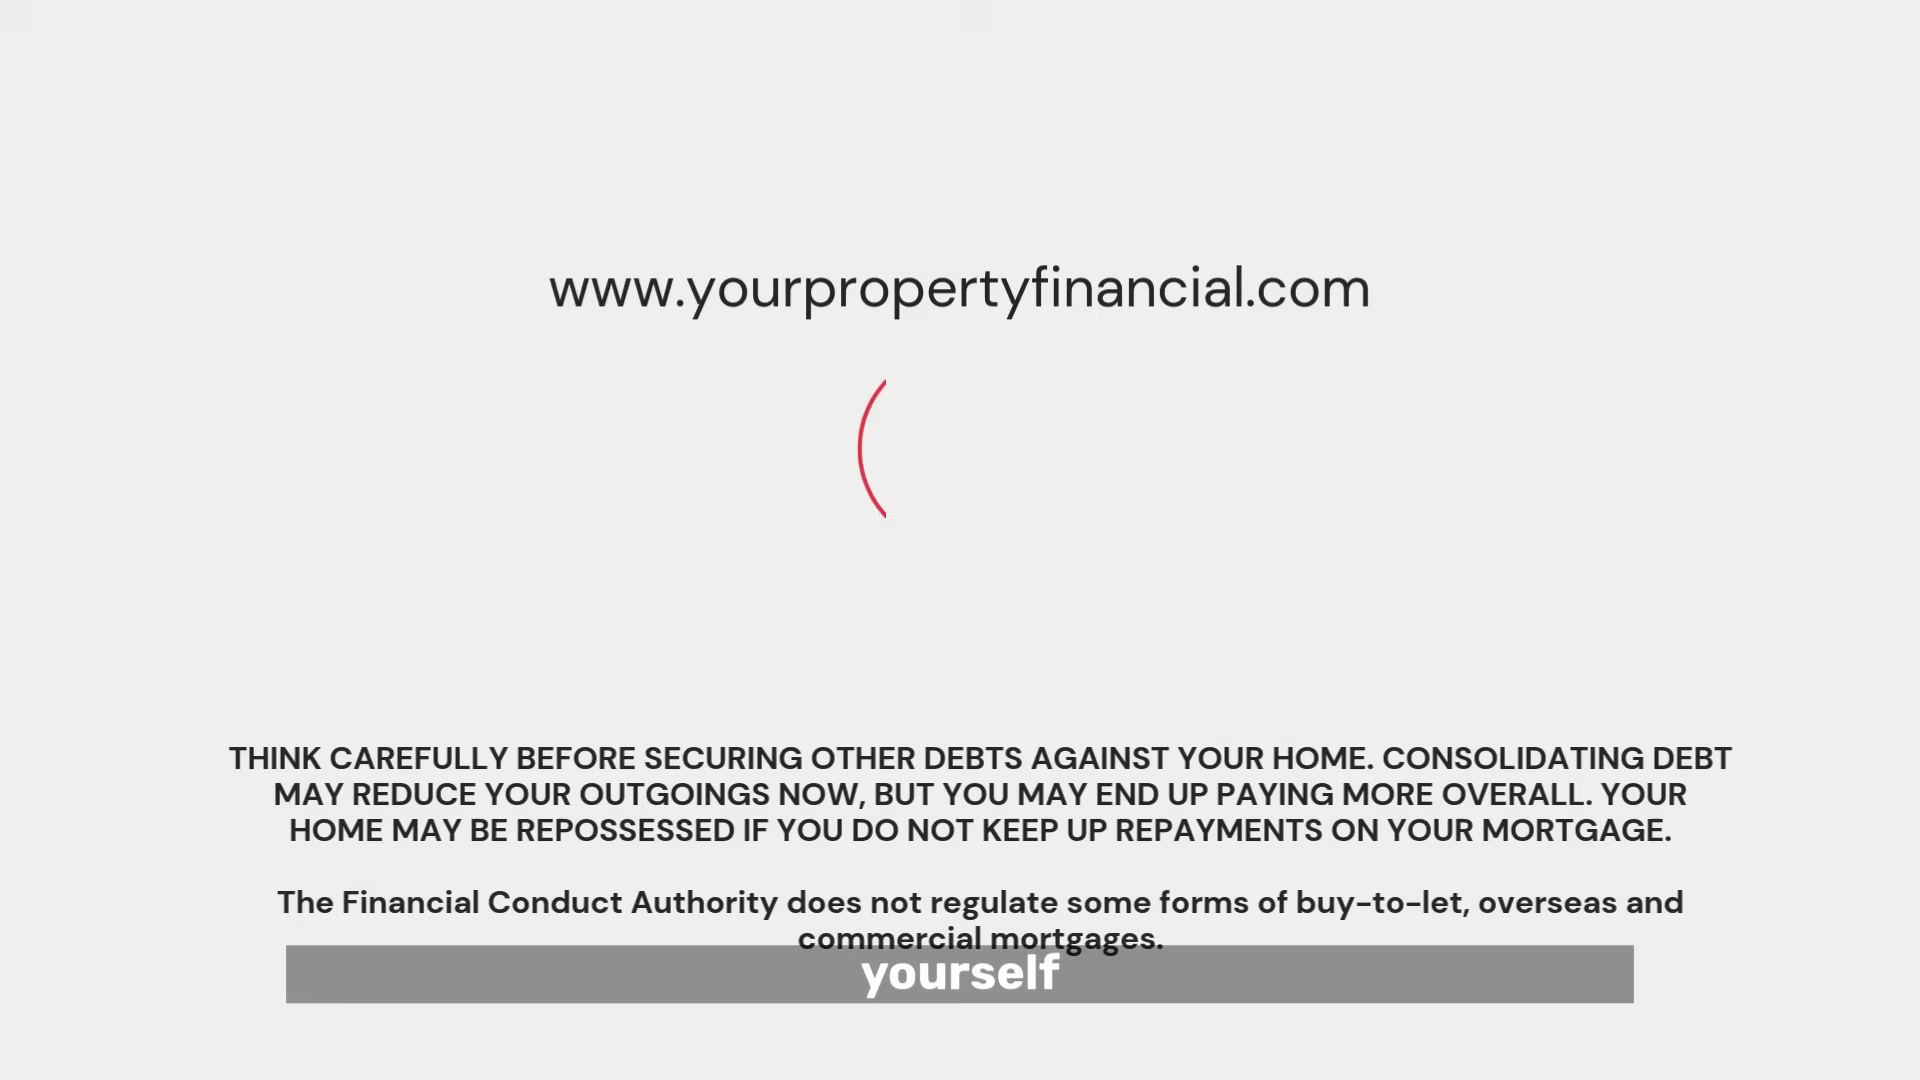 www.yourpropertyfinancial.com
THINK CAREFULLY BEFORE SECURING OTHER DEBTS AGAINST YOUR HOME. CONSOLIDATING DEBT
MAY REDUCE YOUR OUTGOINGS NOW, BUT YOU MAY END UP PAYING MORE OVERALL. YOUR
HOME MAY BE REPOSSESSED IF YOU DO NOT KEEP UP REPAYMENTS ON YOUR MORTGAGE.
The Financial Conduct Authority does not regulate some forms of buy-to-let, overseas and
commercial mortgages.
yourself